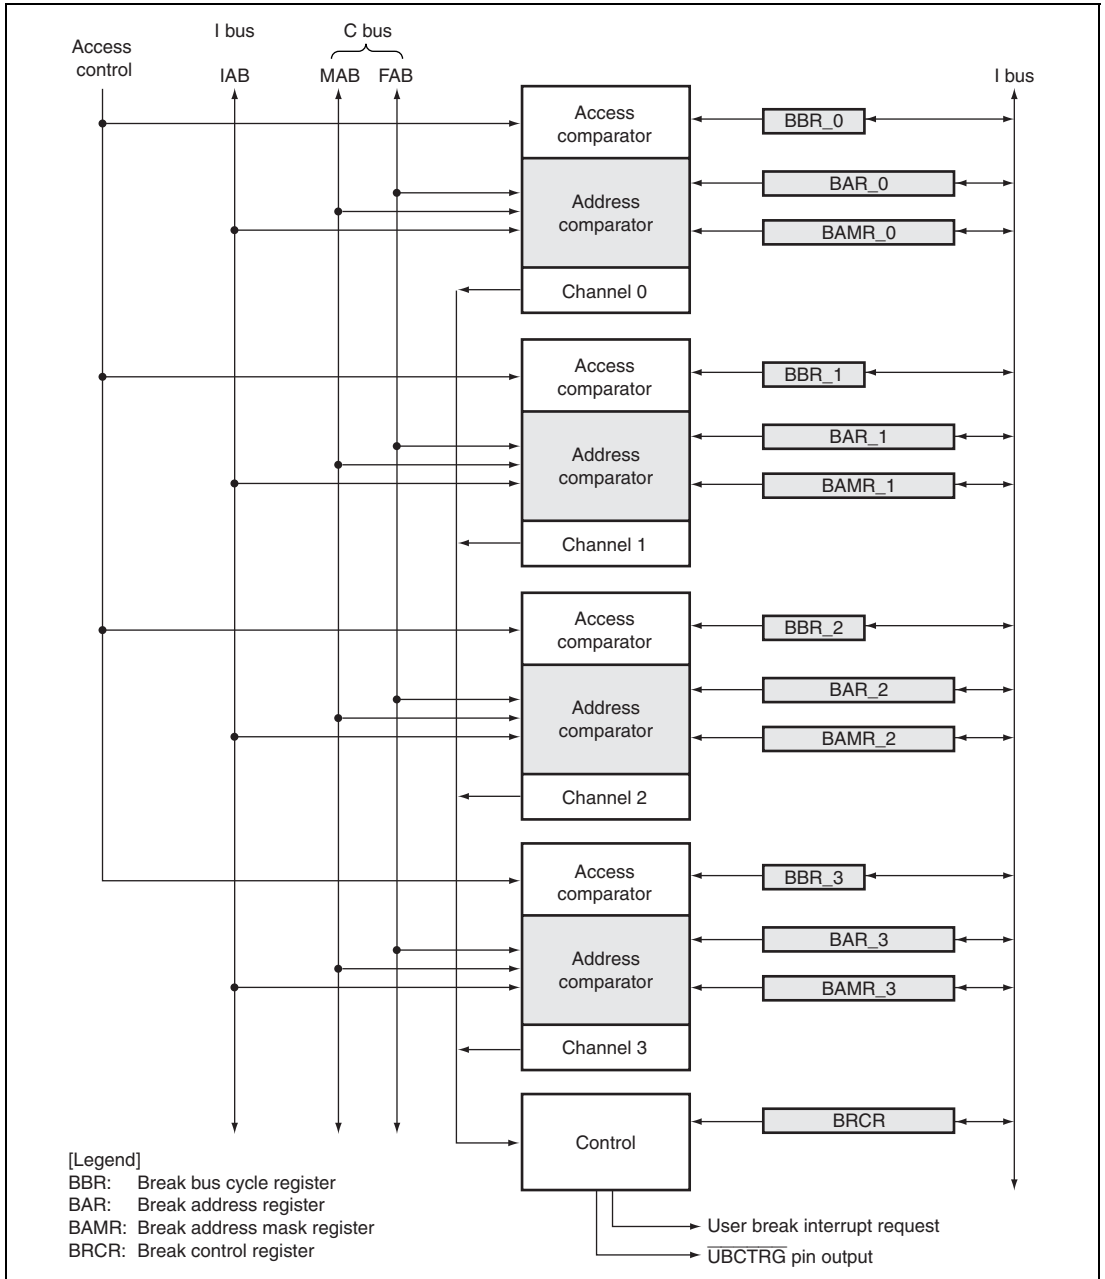 Access
control
I bus
C bus
IAB
MAB
FAB
I bus
Access
comparator
BBR_0
Address
comparator
BAR_0
BAMR_0
Channel 0
Access
comparator
BBR_1
Address
comparator
BAR_1
BAMR_1
Channel 1
Access
comparator
BBR_2
Address
comparator
BAR_2
BAMR_2
Channel 2
Access
comparator
BBR_3
Address
comparator
BAR_3
BAMR_3
Channel 3
Control
BRCR
[Legend]
BBR: Break bus cycle register
BAR: Break address register
BAMR: Break address mask register
BRCR: Break control register
User break interrupt request
UBCTRG pin output